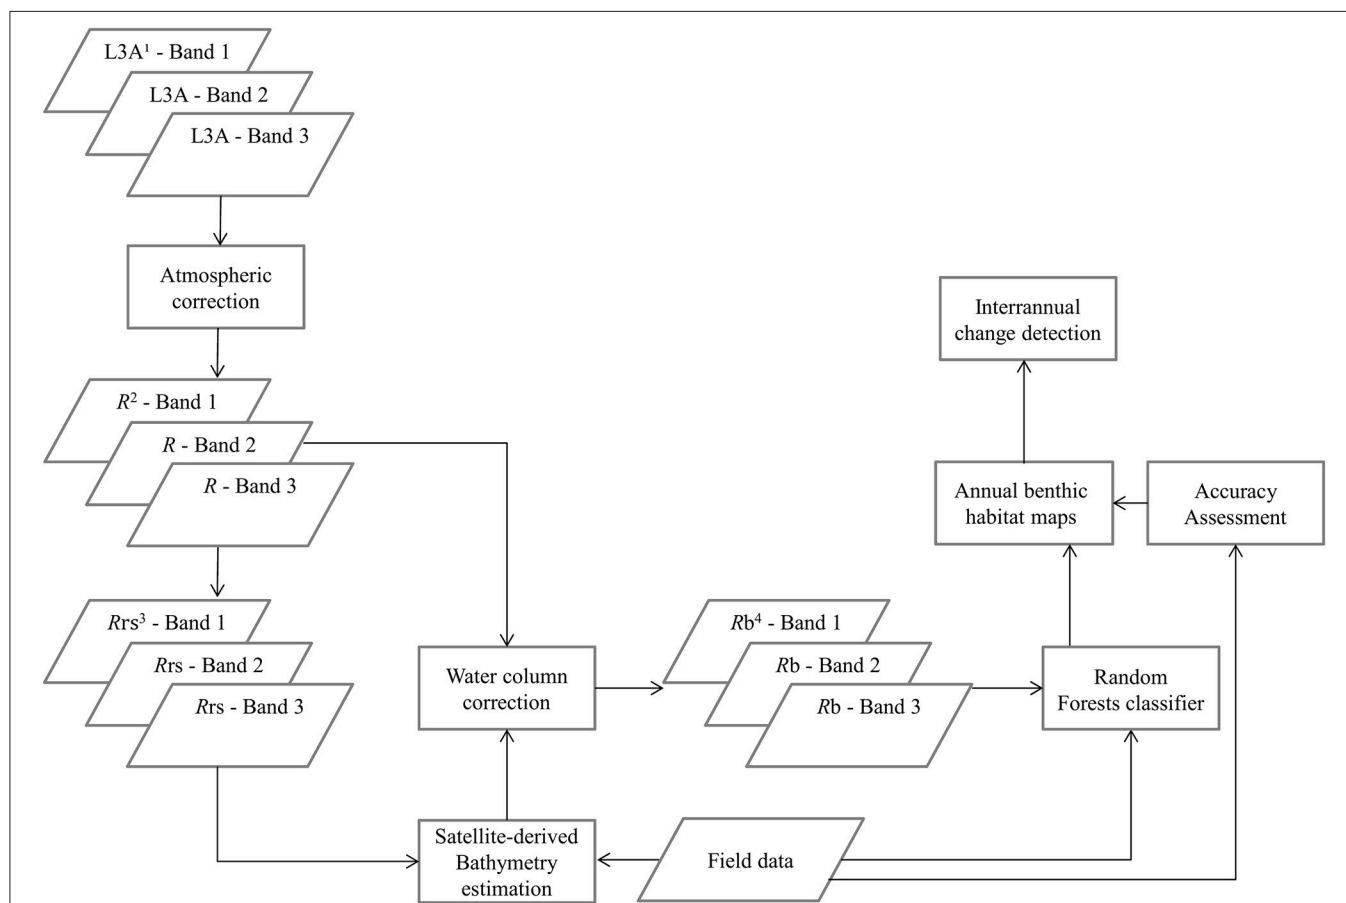 L3A¹ - Band 1
L3A - Band 2
L3A - Band 3
Atmospheric
correction
R² - Band 1
R - Band 2
R - Band 3
Rrs³ - Band 1
Rrs - Band 2
Rrs - Band 3
Water column
correction
Satellite-derived
Bathymetry
estimation
Rb⁴ - Band 1
Rb - Band 2
Rb - Band 3
Field data
Random
Forests classifier
Annual benthic
habitat maps
Accuracy
Assessment
Interrannual
change detection